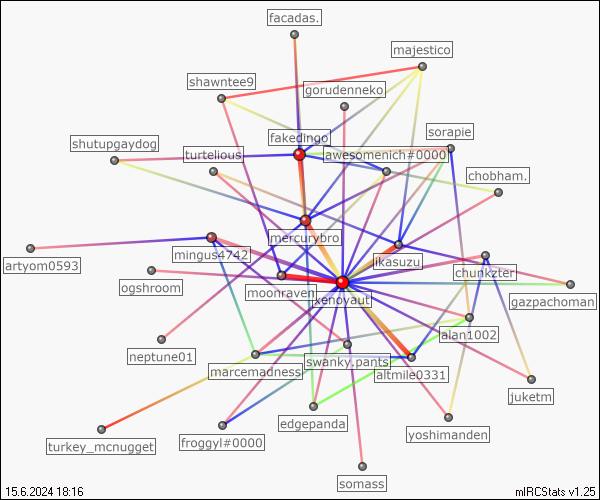 facadas.
majestico
shawntee9
gorudenneko
fakedingo
sorapie
shutupgaydog
turtelious
awesomenich#0000
chobham.
mercurybro
mingus4742
ikasuzu
artyom0593
chunkzter
ogshroom
moonraven
xenoyaut
gazpachoman
neptune01
alan1002
marcemadness
swanky.pants
altmile0331
juketm
edgepanda
turkey_mcnugget
froggyl#0000
yoshimanden
somass
15.6.2024 18:16
mIRCStats v1.25